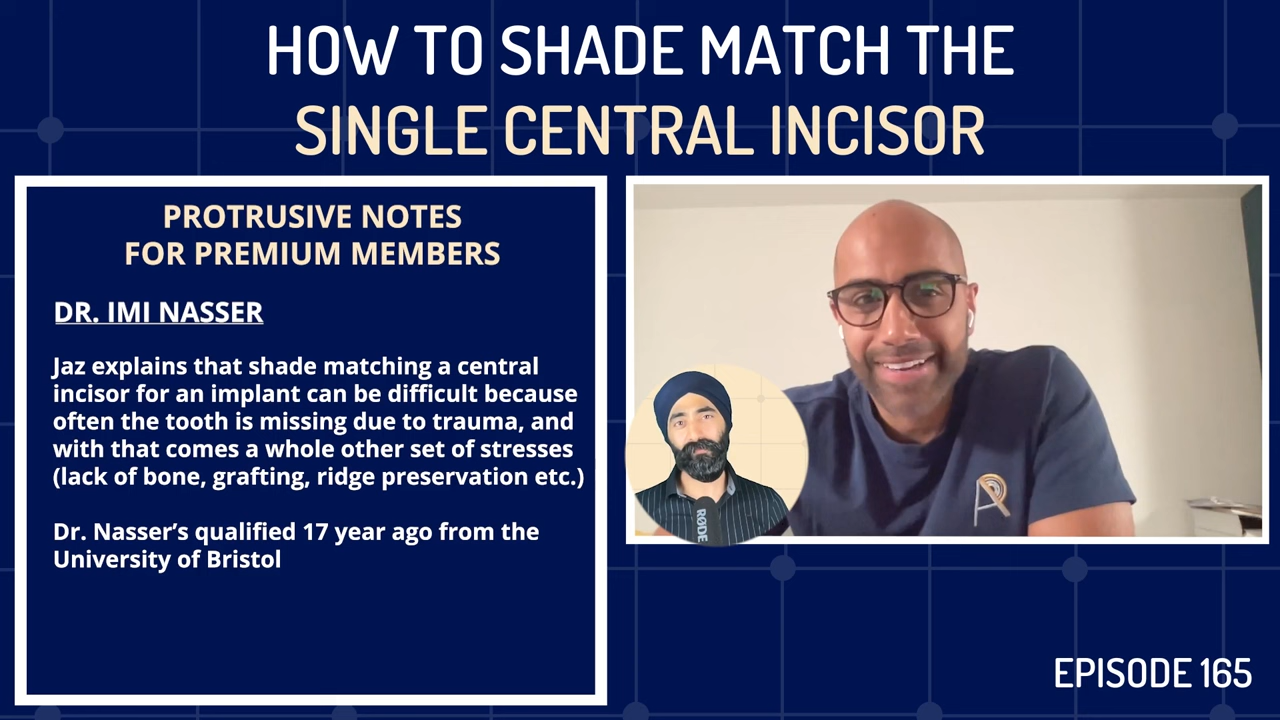 HOW TO SHADE MATCH THE
SINGLE CENTRAL INCISOR
PROTRUSIVE NOTES
FOR PREMIUM MEMBERS
DR. IMI NASSER
Jaz explains that shade matching a central
incisor for an implant can be difficult because
often the tooth is missing due to trauma, and
with that comes a whole other set of stresses
(lack of bone, grafting, ridge preservation etc.)
Dr. Nasser’s qualified 17 year ago from the
University of Bristol
RØDE
EPISODE 165